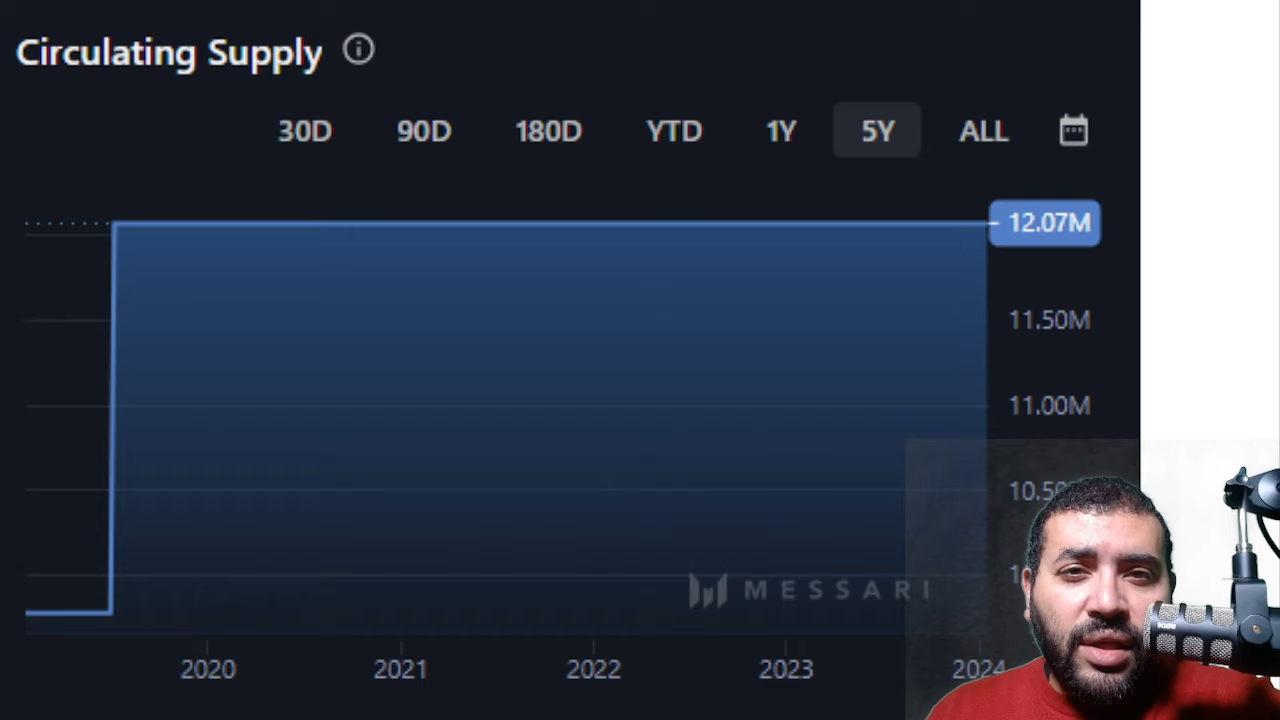 Circulating Supply
30D 90D 180D YTD 1Y 5Y ALL
12.07M
11.50M
11.00M
MESSARI
2020 2021 2022 2023 2024